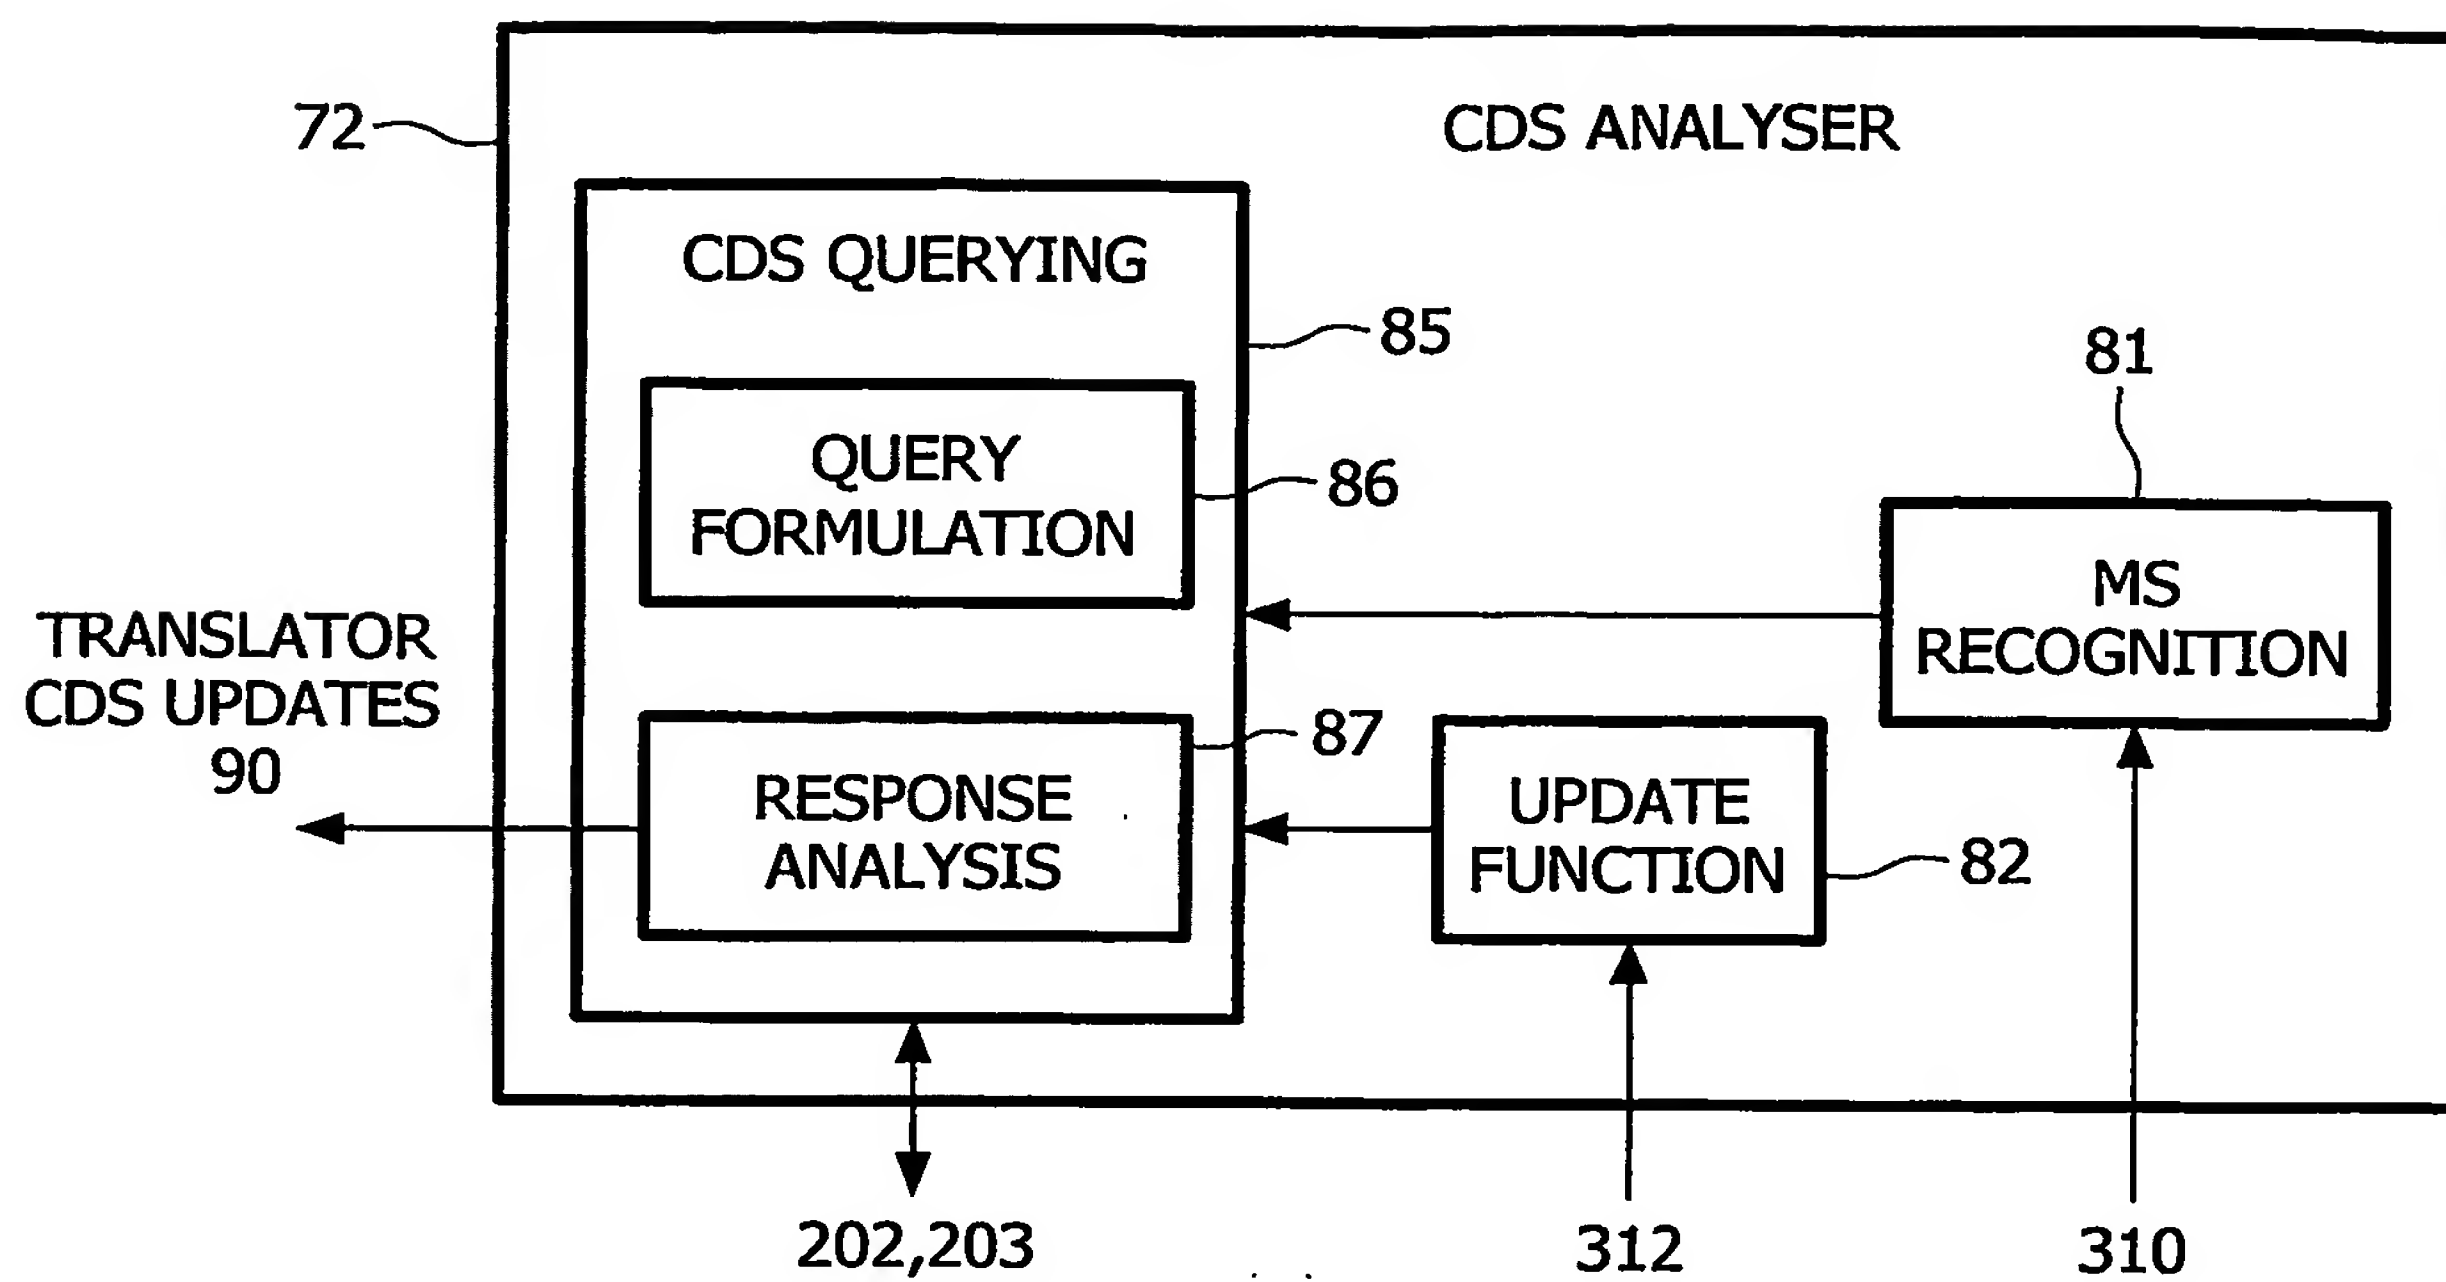 72
CDS ANALYSER
CDS QUERYING
85
81
QUERY
FORMULATION
86
MS
RECOGNITION
TRANSLATOR
CDS UPDATES
90
87
RESPONSE
ANALYSIS
UPDATE
FUNCTION
82
202,203
312
310